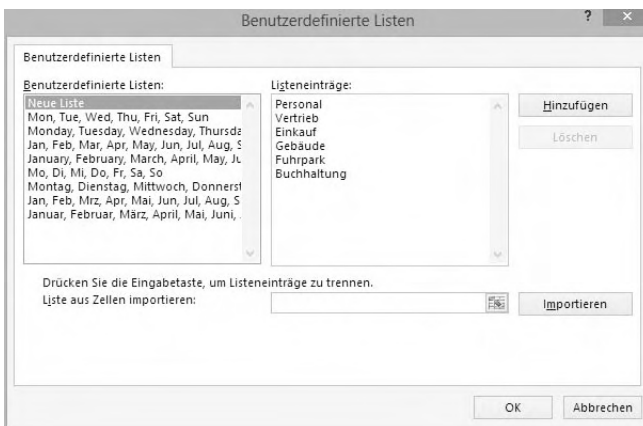 Benutzerdefinierte Listen
? ×
Benutzerdefinierte Listen
Benutzerdefinierte Listen:
Neue Liste
Mon, Tue, Wed, Thu, Fri, Sat, Sun
Monday, Tuesday, Wednesday, Thursda
Jan, Feb, Mar, Apr, May, Jun, Jul, Aug, S
January, February, March, April, May, Ju
Mo, Di, Mi, Do, Fr, Sa, So
Montag, Dienstag, Mittwoch, Donnerst
Jan, Feb, Mrz, Apr, Mai, Jun, Jul, Aug, S
Januar, Februar, März, April, Mai, Juni, .
Listeneinträge:
Personal
Vertrieb
Einkauf
Gebäude
Fuhrpark
Buchhaltung
Hinzufügen
Löschen
Drücken Sie die Eingabetaste, um Listeneinträge zu trennen.
Liste aus Zellen importieren:
Importieren
OK
Abbrechen